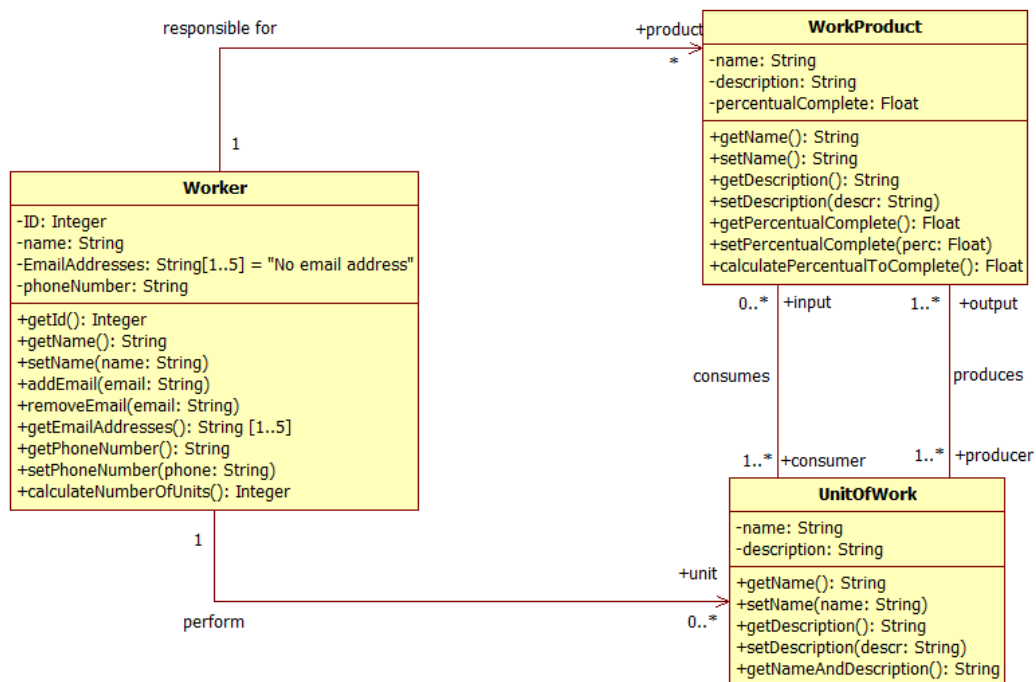 responsible for
+product
*
1
WorkProduct
-name: String
-description: String
-percentualComplete: Float
+getName(): String
+setName(): String
+getDescription(): String
+setDescription(descr: String)
+getPercentualComplete(): Float
+setPercentualComplete(perc: Float)
+calculatePercentualToComplete(): Float
Worker
-ID: Integer
-name: String
-EmailAddresses: String[1..5] = "No email address"
-phoneNumber: String
+getId(): Integer
+getName(): String
+setName(name: String)
+addEmail(email: String)
+removeEmail(email: String)
+getEmailAddresses(): String [1..5]
+getPhoneNumber(): String
+setPhoneNumber(phone: String)
+calculateNumberOfUnits(): Integer
0..* +input
1..* +output
consumes
produces
1..* +consumer
1..* +producer
1
perform
+unit
0..*
UnitOfWork
-name: String
-description: String
+getName(): String
+setName(name: String)
+getDescription(): String
+setDescription(descr: String)
+getNameAndDescription(): String